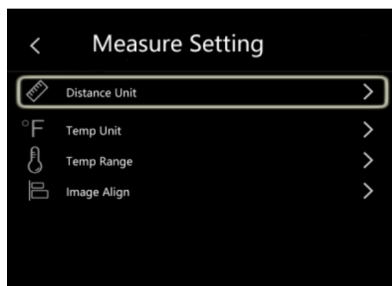 Measure Setting
Distance Unit
°F Temp Unit
Temp Range
Image Align